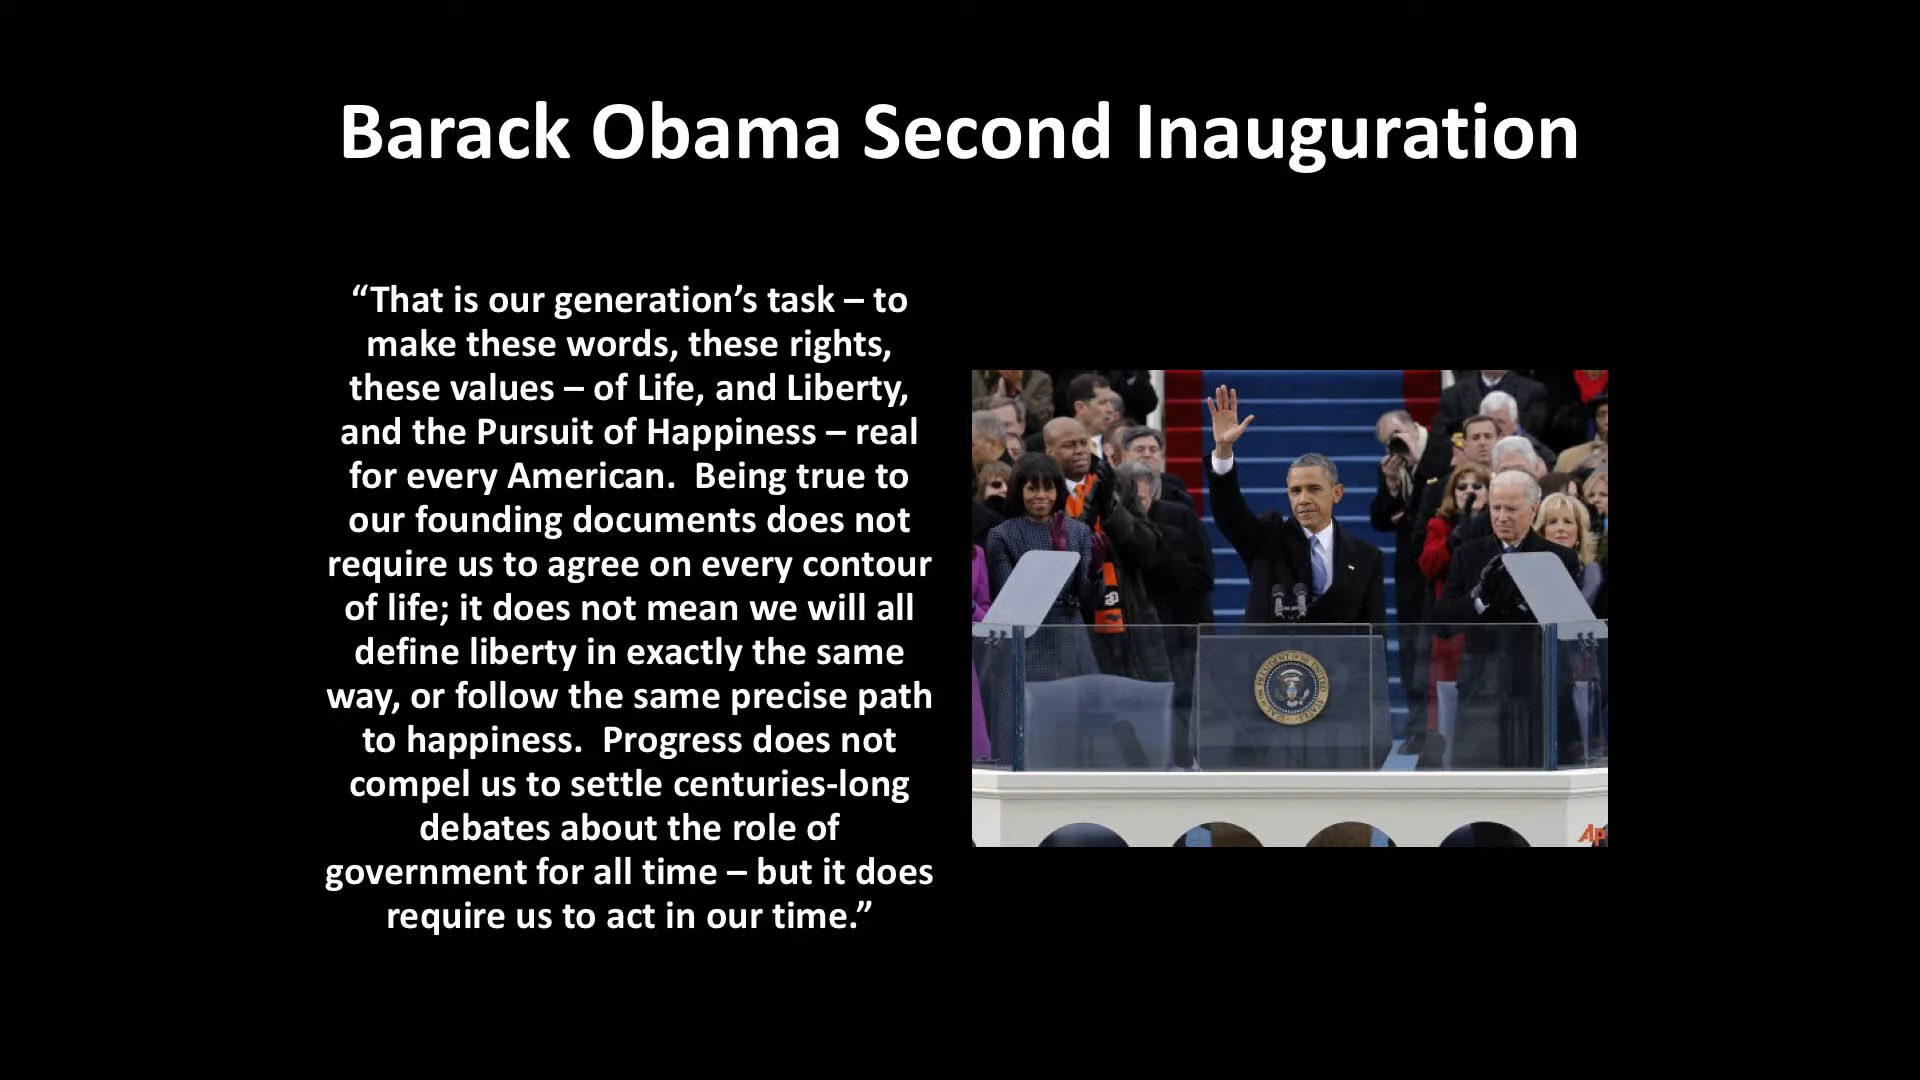 Barack Obama Second Inauguration
“That is our generation’s task – to
make these words, these rights,
these values – of Life, and Liberty,
and the Pursuit of Happiness – real
for every American.  Being true to
our founding documents does not
require us to agree on every contour
of life; it does not mean we will all
define liberty in exactly the same
way, or follow the same precise path
to happiness.  Progress does not
compel us to settle centuries-long
debates about the role of
government for all time – but it does
require us to act in our time.”
PRESIDENT OF THE UNITED STATES
AP